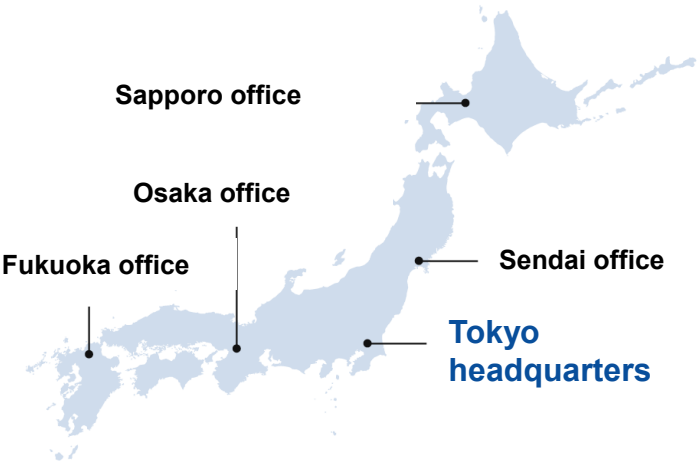 Sapporo office
Osaka office
Fukuoka office
Sendai office
Tokyo
headquarters